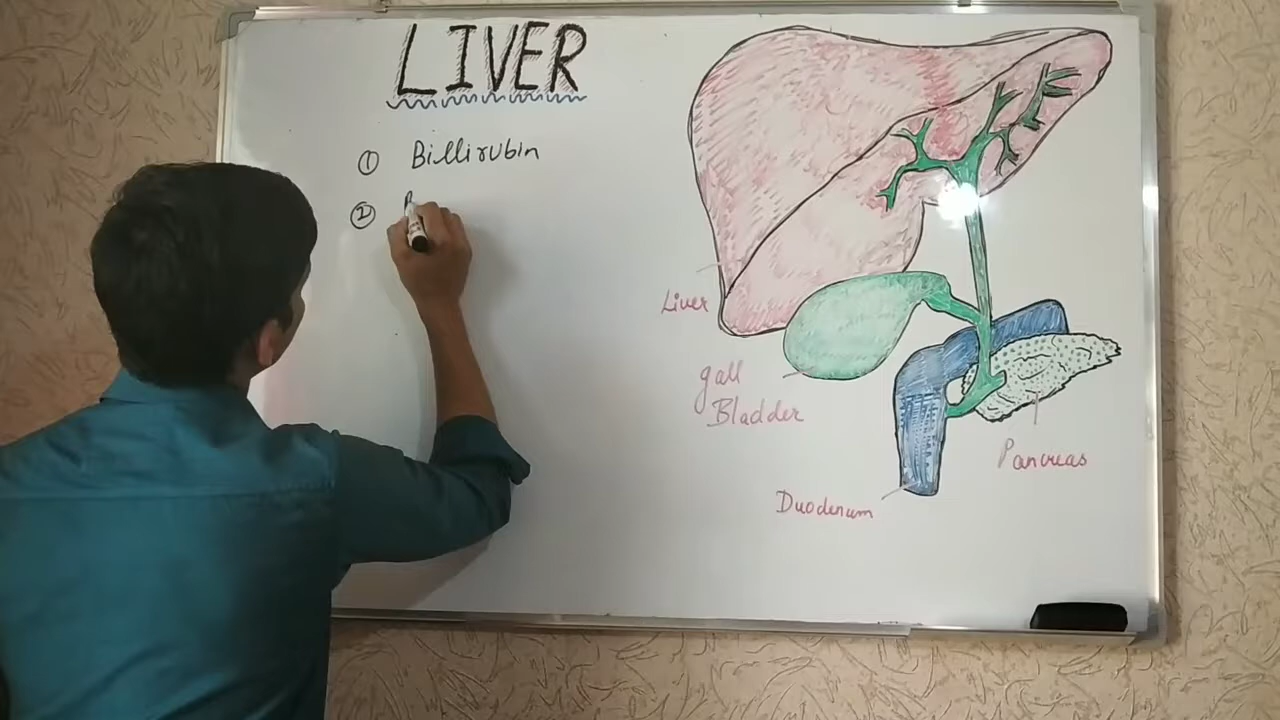 LIVER
① Billirubin
②
Liver
gall
Bladder
Pancreas
Duodenum